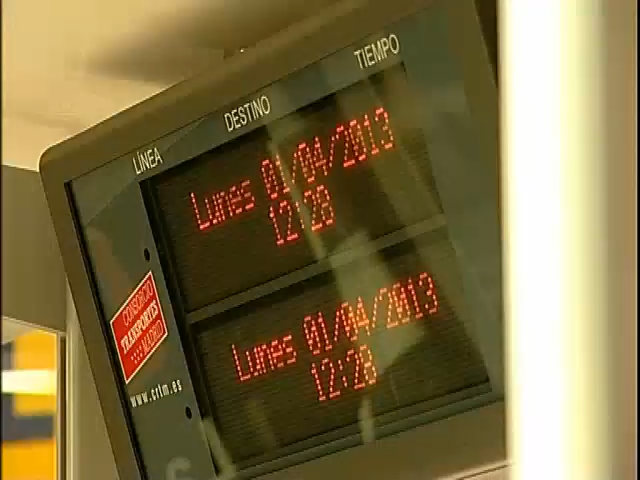 LÍNEA DESTINO TIEMPO
Lunes 01/04/2013
12:28
Lunes 01/04/2013
12:28
CONSORCIO
TRANSPORTES
MADRID
www.crtm.es